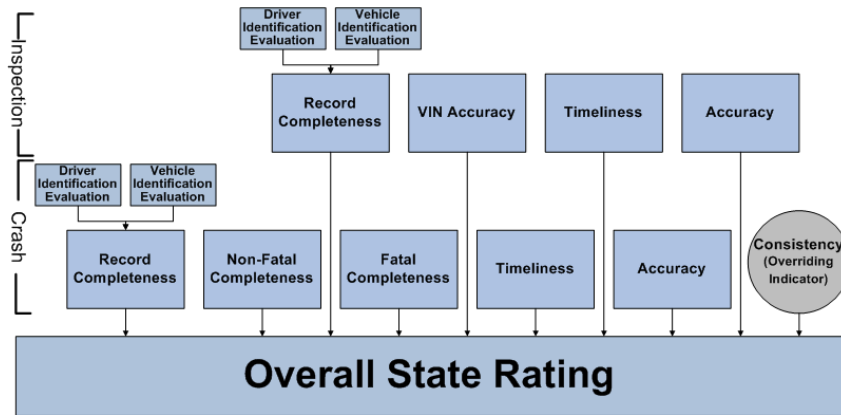 Inspection
Driver
Identification
Evaluation
Vehicle
Identification
Evaluation
Record
Completeness
VIN Accuracy
Timeliness
Accuracy
Crash
Driver
Identification
Evaluation
Vehicle
Identification
Evaluation
Record
Completeness
Non-Fatal
Completeness
Fatal
Completeness
Timeliness
Accuracy
Consistency
(Overriding
Indicator)
Overall State Rating